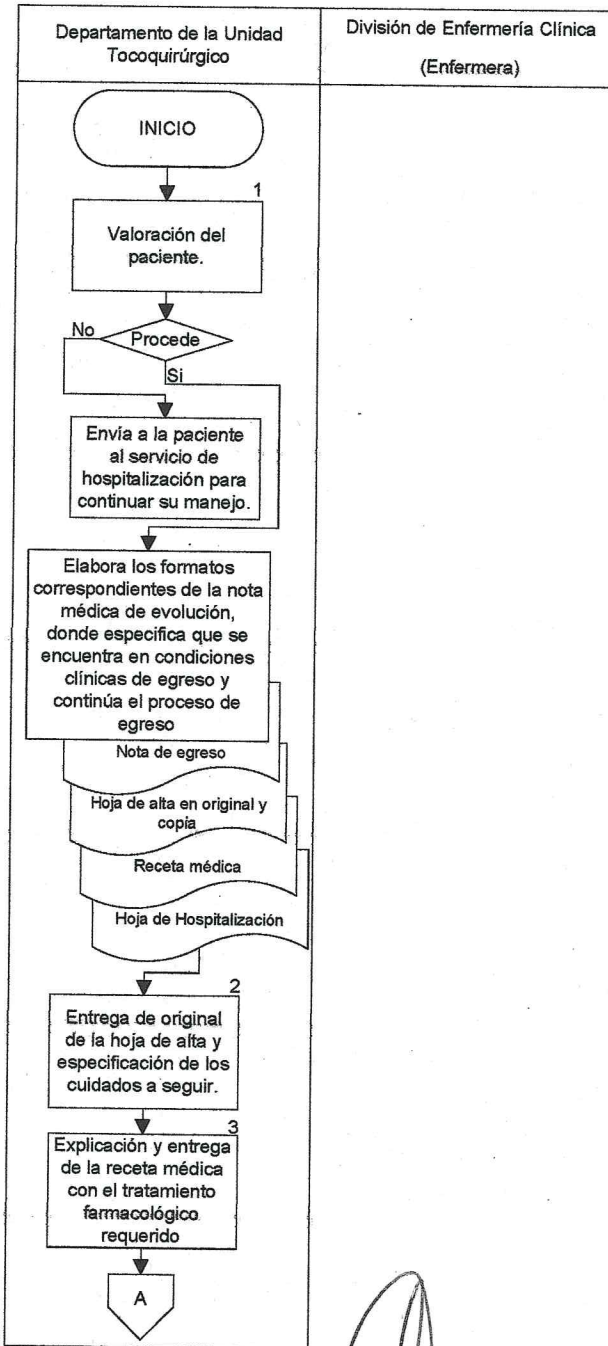 Departamento de la Unidad
Tocoquirúrgico
División de Enfermería Clínica
(Enfermera)
INICIO
1
Valoración del
paciente.
No
Procede
Si
Envía a la paciente
al servicio de
hospitalización para
continuar su manejo.
Elabora los formatos
correspondientes de la nota
médica de evolución,
donde especifica que se
encuentra en condiciones
clínicas de egreso y
continúa el proceso de
egreso
Nota de egreso
Hoja de alta en original y
copía
Receta médica
Hoja de Hospitalización
2
Entrega de original
de la hoja de alta y
especificación de los
cuidados a seguir.
3
Explicación y entrega
de la receta médica
con el tratamiento
farmacológico
requerido
A